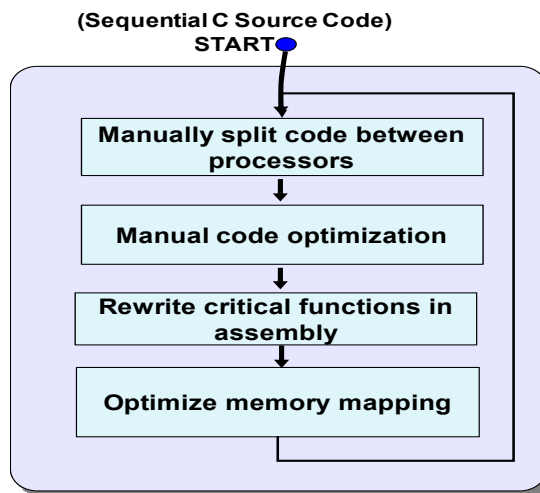 (Sequential C Source Code)
START
Manually split code between
processors
Manual code optimization
Rewrite critical functions in
assembly
Optimize memory mapping